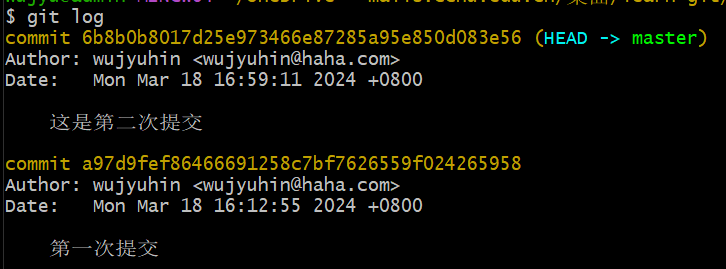 $ git log
commit 6b8b0b8017d25e973466e87285a95e850d083e56 (HEAD -> master)
Author: wujyuhin <wujyuhin@haha.com>
Date:   Mon Mar 18 16:59:11 2024 +0800
这是第二次提交
commit a97d9fef86466691258c7bf7626559f024265958
Author: wujyuhin <wujyuhin@haha.com>
Date:   Mon Mar 18 16:12:55 2024 +0800
第一次提交